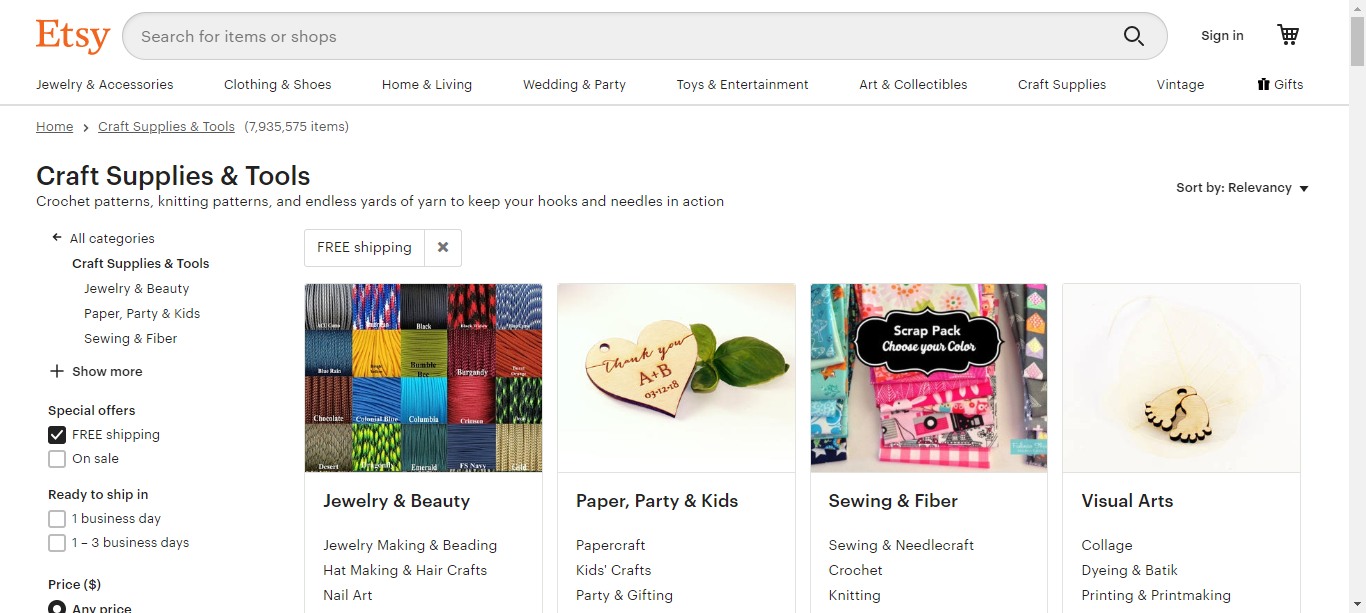 Etsy
Search for items or shops
Sign in
Jewelry & Accessories
Clothing & Shoes
Home & Living
Wedding & Party
Toys & Entertainment
Art & Collectibles
Craft Supplies
Vintage
Gifts
Home
Craft Supplies & Tools
(7,935,575 items)
Craft Supplies & Tools
Crochet patterns, knitting patterns, and endless yards of yarn to keep your hooks and needles in action
Sort by: Relevancy
All categories
Craft Supplies & Tools
Jewelry & Beauty
Paper, Party & Kids
Sewing & Fiber
Show more
Special offers
FREE shipping
On sale
Ready to ship in
1 business day
1 – 3 business days
Price ($)
Any price
FREE shipping
Black
Blue Rain
Bumble
Bee
Burgundy
Chocolate
Colonial Blue
Columbia
Crimson
Desert
Dragonfly
Emerald
FS Navy
Gold
Jewelry & Beauty
Jewelry Making & Beading
Hat Making & Hair Crafts
Nail Art
Thank you
A+B
03-12-18
Paper, Party & Kids
Papercraft
Kids' Crafts
Party & Gifting
Scrap Pack
Choose your Color
Sewing & Fiber
Sewing & Needlecraft
Crochet
Knitting
Visual Arts
Collage
Dyeing & Batik
Printing & Printmaking